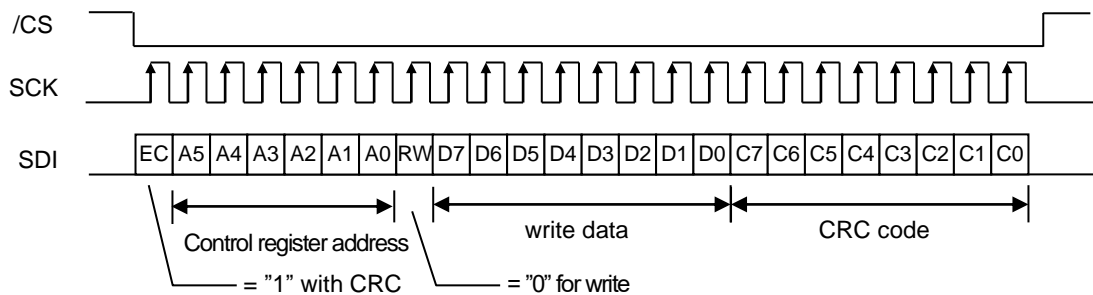 /CS
SCK
SDI EC A5 A4 A3 A2 A1 A0 RW D7 D6 D5 D4 D3 D2 D1 D0 C7 C6 C5 C4 C3 C2 C1 C0
Control register address write data CRC code
= ”1” with CRC = ”0” for write